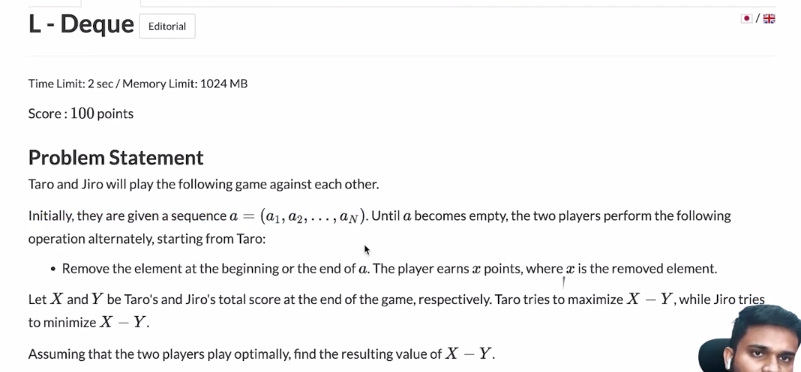 L - Deque Editorial
/
Time Limit: 2 sec / Memory Limit: 1024 MB
Score : 100 points
Problem Statement
Taro and Jiro will play the following game against each other.
Initially, they are given a sequence a = (a₁, a₂, . . . , a_N). Until a becomes empty, the two players perform the following
operation alternately, starting from Taro:
• Remove the element at the beginning or the end of a. The player earns x points, where x is the removed element.
Let X and Y be Taro's and Jiro's total score at the end of the game, respectively. Taro tries to maximize X − Y, while Jiro tries
to minimize X − Y.
Assuming that the two players play optimally, find the resulting value of X − Y.